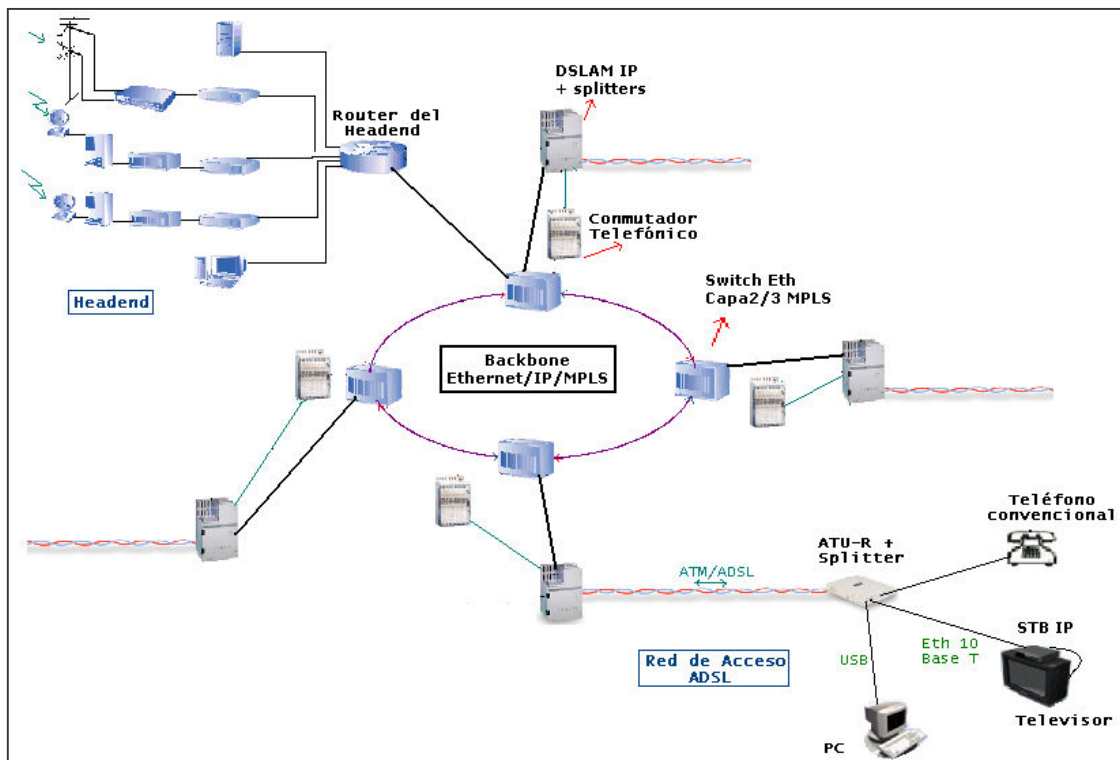 DSLAM IP
+ splitters
Router del
Headend
Conmutador
Telefónico
Headend
Switch Eth
Capa2/3 MPLS
Backbone
Ethernet/IP/MPLS
Teléfono
convencional
ATU-R +
Splitter
ATM/ADSL
STB IP
Eth 10
Base T
USB
Red de Acceso
ADSL
Televisor
PC